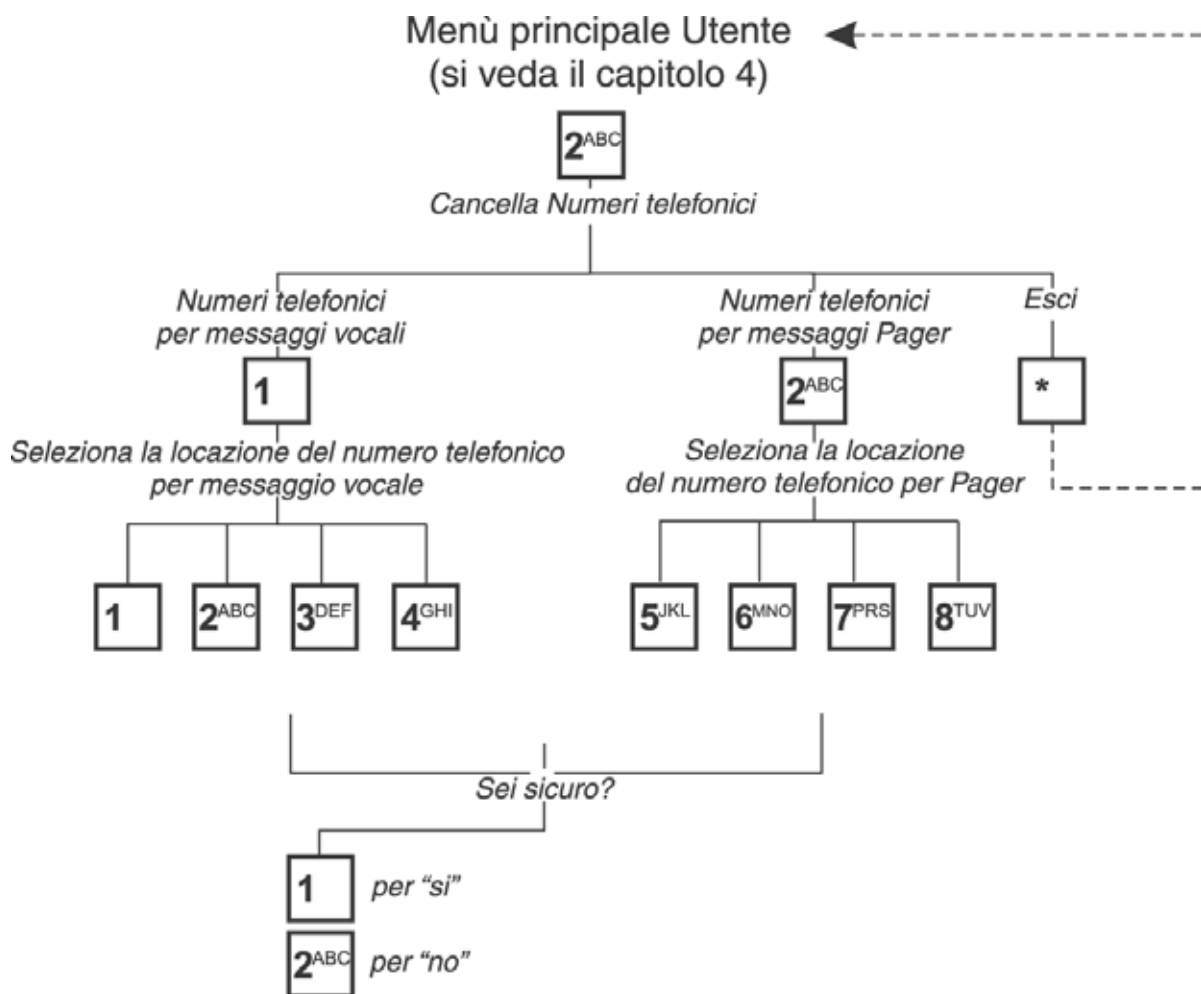 Menù principale Utente
(si veda il capitolo 4)
2ABC
Cancella Numeri telefonici
Numeri telefonici
per messaggi vocali
Numeri telefonici
per messaggi Pager
Esci
1
2ABC
*
Seleziona la locazione del numero telefonico
per messaggio vocale
Seleziona la locazione
del numero telefonico per Pager
1 2ABC 3DEF 4GHI 5JKL 6MNO 7PRS 8TUV
Sei sicuro?
1 per “si”
2ABC per “no”